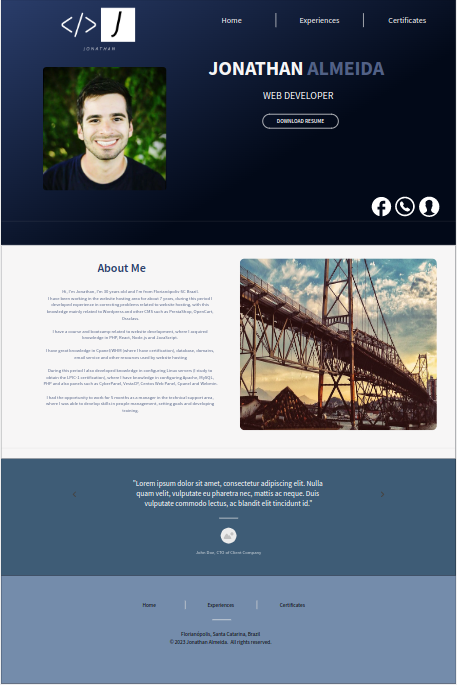 Home
Experiences
Certificates
</> J
JONATHAN
JONATHAN ALMEIDA
WEB DEVELOPER
DOWNLOAD RESUME
About Me
Hi, I'm Jonathan, I'm 30 years old and I'm from Florianópolis SC Brazil!
I have been working in the website hosting area for about 7 years, during this period I
developed experience in correcting problems related to website hosting, with this
knowledge mainly related to Wordpress and other CMS such as PrestaShop, OpenCart,
I have a course and bootcamp related to website development, where I acquired
knowledge in PHP, React, Node.js and JavaScript.
I have good knowledge in Cpanel/WHM (where I have certification), database, domains,
email service and other resources used by website hosting.
During this period I also developed knowledge in configuring Linux servers (I study to
obtain the LPIC-1 certification), where I have knowledge in configuring Apache, MySQL,
PHP and also panels such as CyberPanel, VestaCP, Centos Web Panel, Cpanel and Webmin.
I had the opportunity to work for 5 months as a manager in the technical support area,
where I was able to develop skills in people management, setting goals and developing
training.
"Lorem ipsum dolor sit amet, consectetur adipiscing elit. Nulla
quam velit, vulputate eu pharetra nec, mattis ac neque. Duis
vulputate commodo lectus, ac blandit elit tincidunt id."
John Doe, CTO of Client Company
Home
Experiences
Certificates
Florianópolis, Santa Catarina, Brazil
© 2023 Jonathan Almeida. All rights reserved.